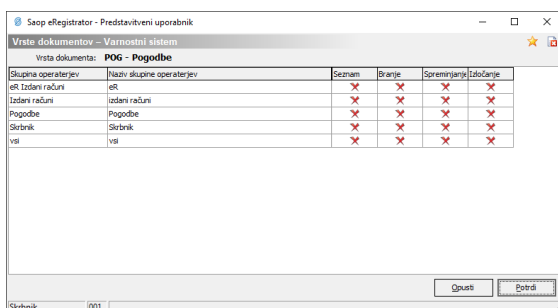 Saop eRegistrator - Predstavitveni uporabnik
Vrste dokumentov – Varnostni sistem
Vrsta dokumenta: POG - Pogodbe
Skupina operaterjev Naziv skupine operaterjev Seznam Branje Spreminjanje Izločanje
eR Izdani računi eR
Izdani računi izdani računi
Pogodbe Pogodbe
Skrbnik Skrbnik
vsi vsi
Opusti Potrdi
Skrbnik 001